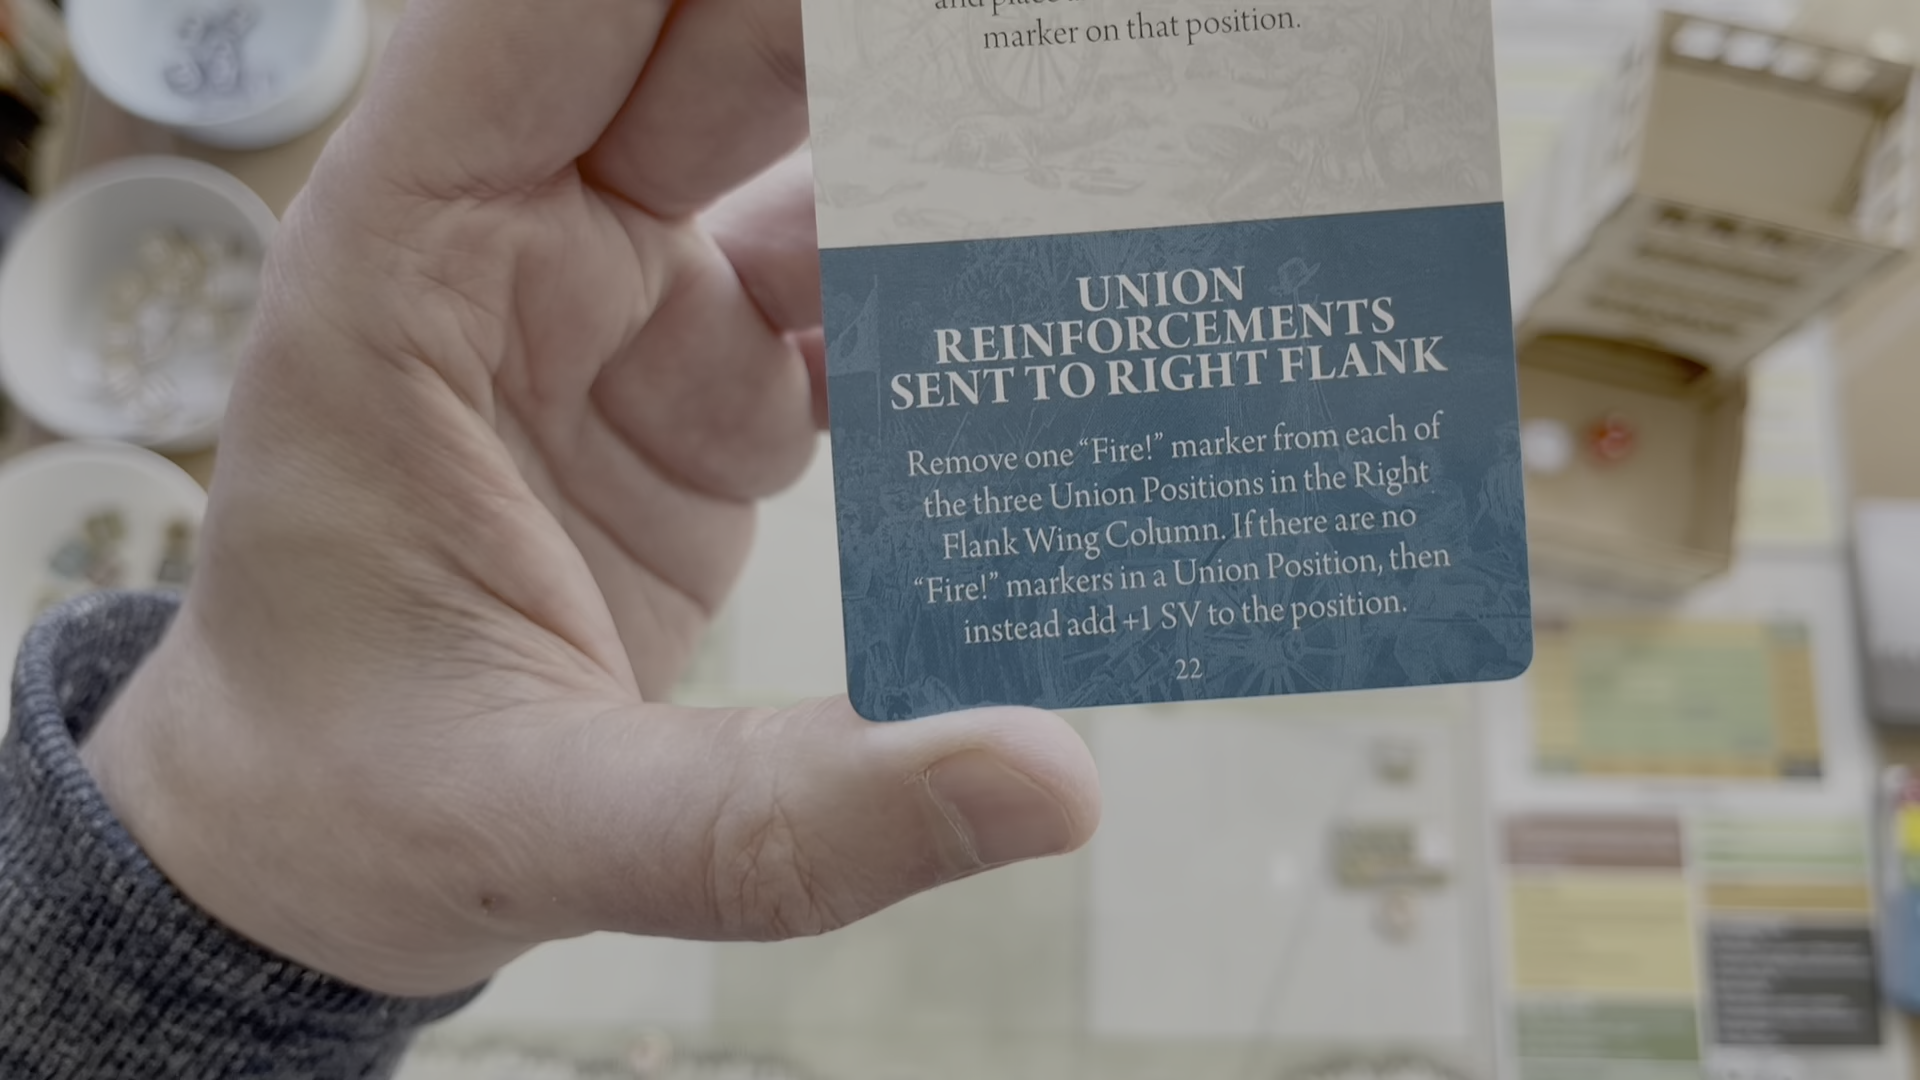 and place
marker on that position.
UNION
REINFORCEMENTS
SENT TO RIGHT FLANK
Remove one “Fire!” marker from each of
the three Union Positions in the Right
Flank Wing Column. If there are no
“Fire!” markers in a Union Position, then
instead add +1 SV to the position.
22